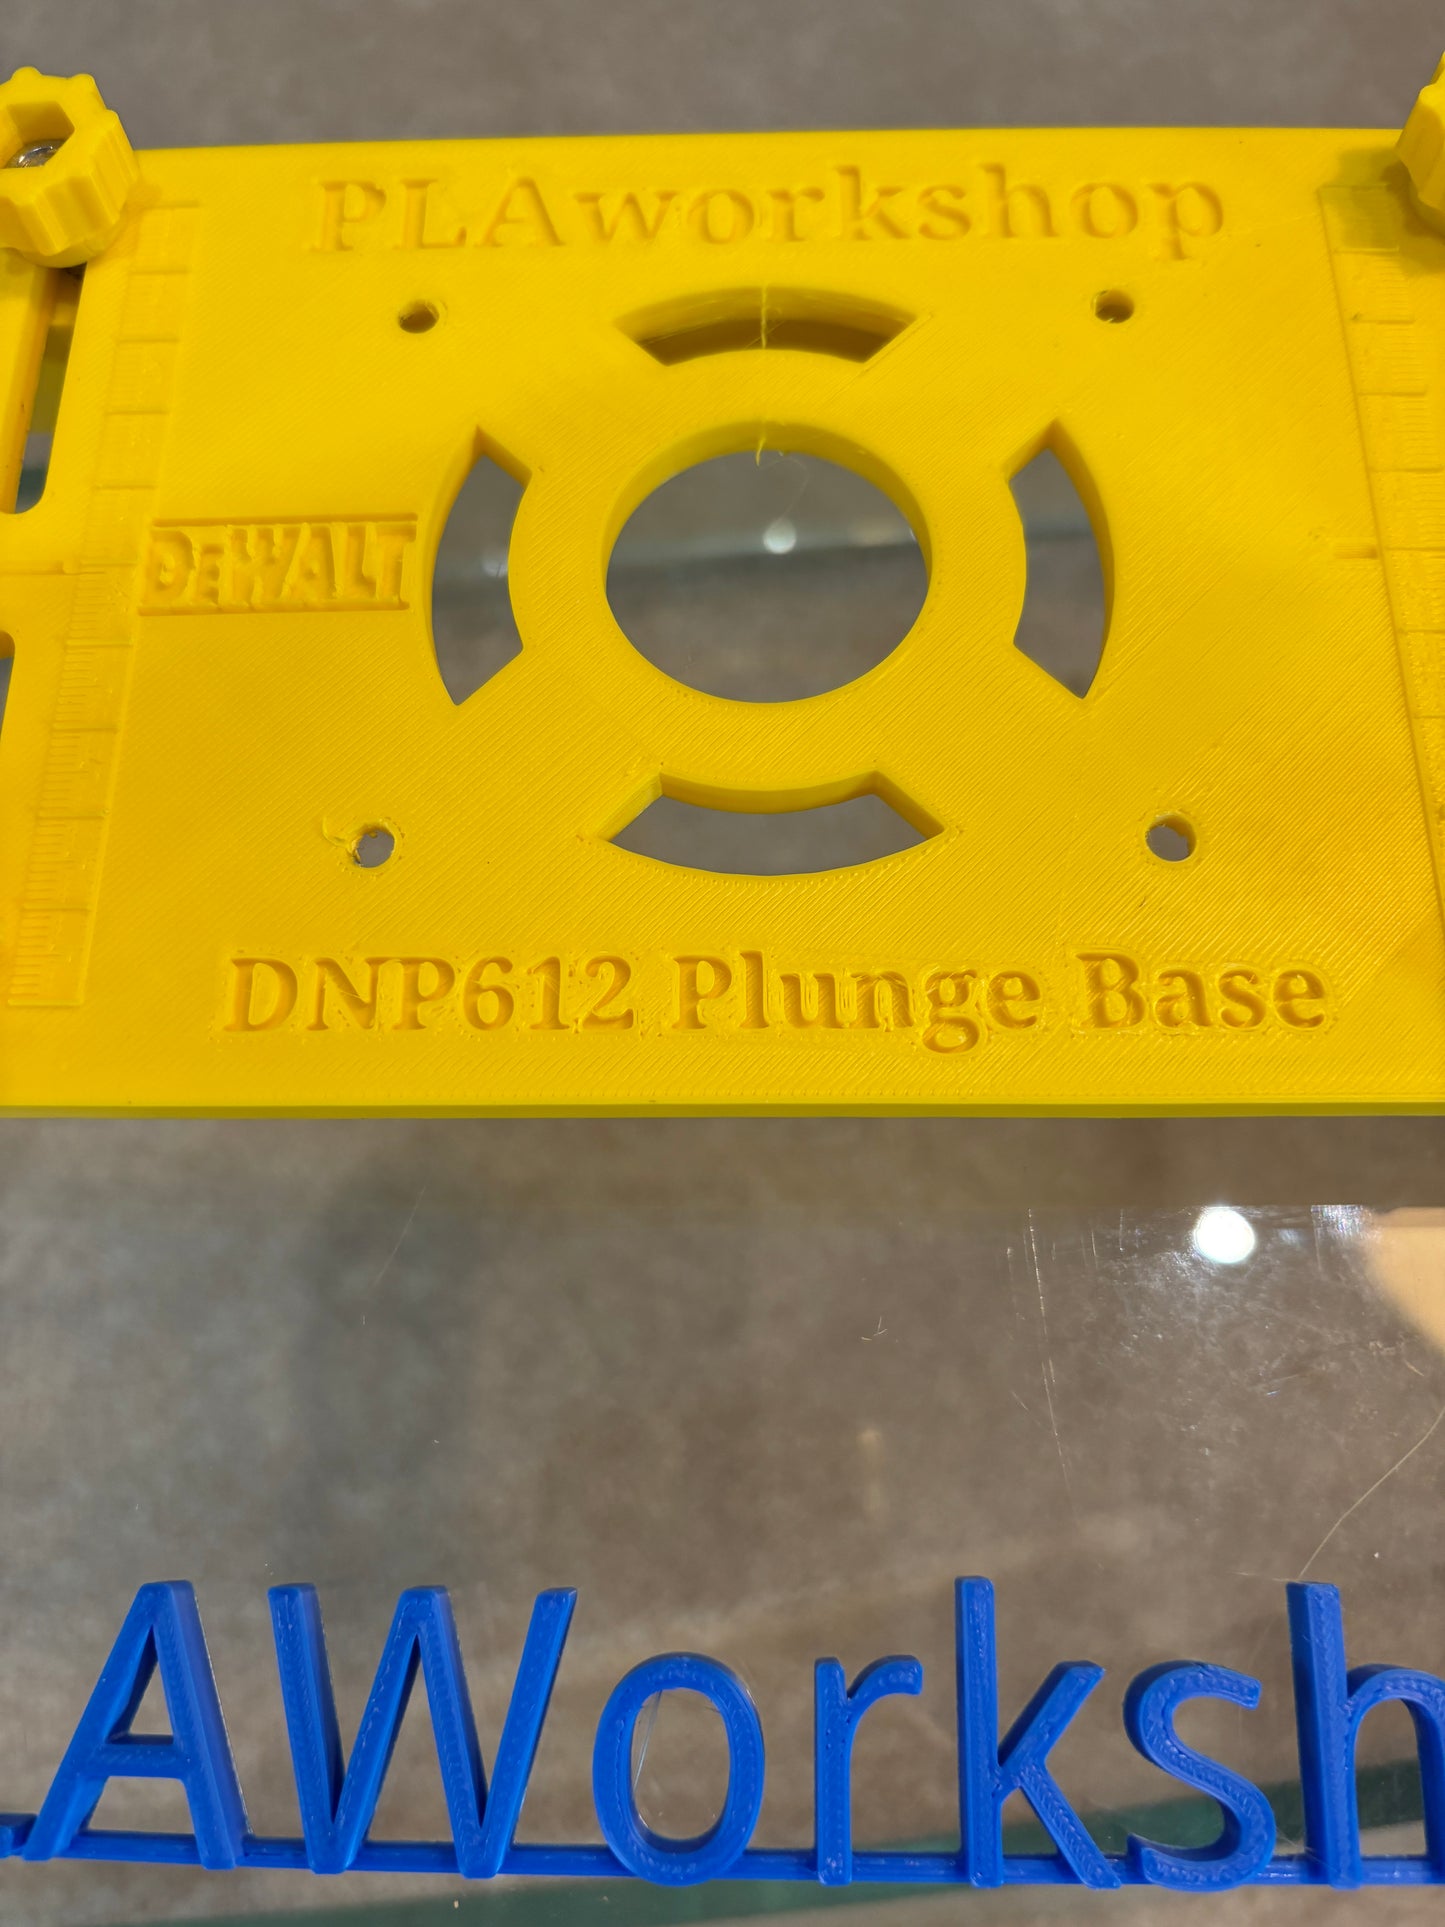 PLAworkshop
DEWALT
DNP612 Plunge Base
AWorksh